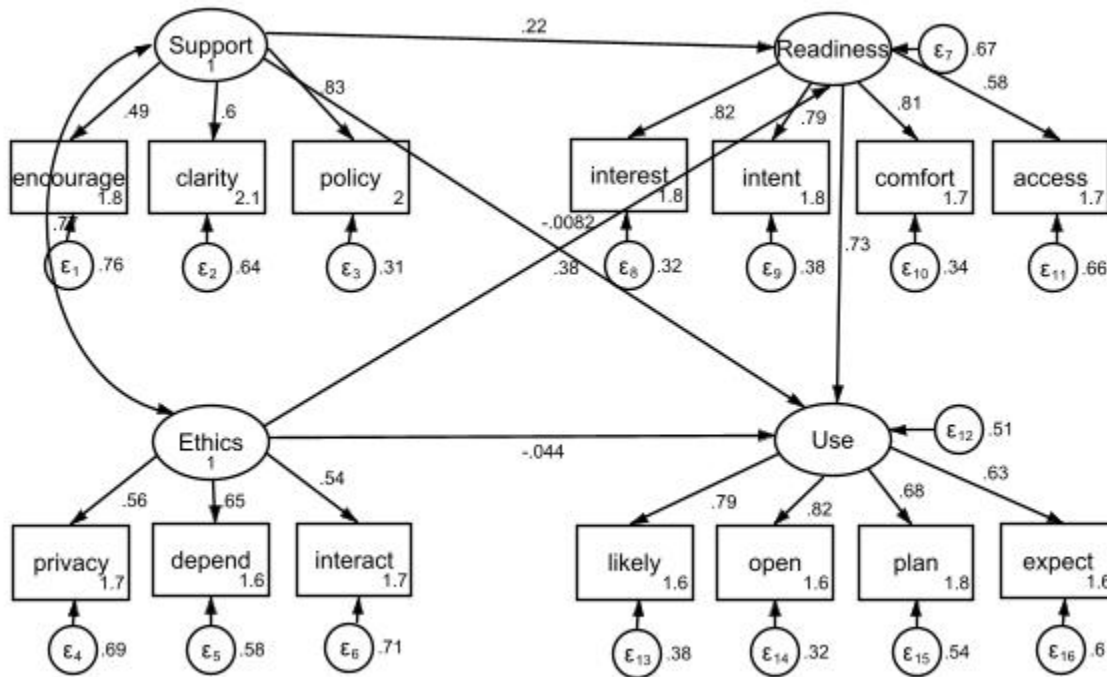 Support
1
.22
Readiness
ε7
.67
.49
.6
.83
.82
.79
.81
.58
encourage
1.8
clarity
2.1
policy
2
interest
1.8
intent
1.8
comfort
1.7
access
1.7
.77
ε1
.76
ε2
.64
ε3
.31
-.0082
.38
ε8
.32
ε9
.38
.73
ε10
.34
ε11
.66
Ethics
1
-.044
Use
ε12
.51
.56
.65
.54
.79
.82
.68
.63
privacy
1.7
depend
1.6
interact
1.7
likely
1.6
open
1.6
plan
1.8
expect
1.6
ε4
.69
ε5
.58
ε6
.71
ε13
.38
ε14
.32
ε15
.54
ε16
.6